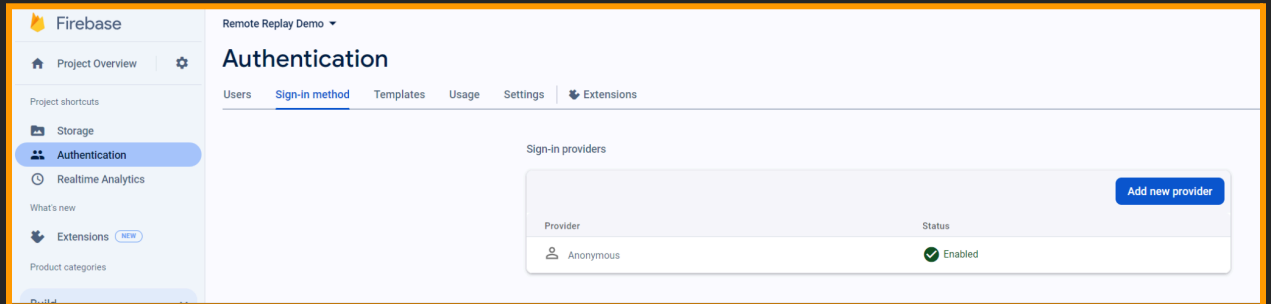 Firebase
Project Overview
Project shortcuts
Storage
Authentication
Realtime Analytics
What's new
Extensions NEW
Product categories
Build
Remote Replay Demo
Authentication
Users Sign-in method Templates Usage Settings Extensions
Sign-in providers
Add new provider
Provider Status
Anonymous Enabled